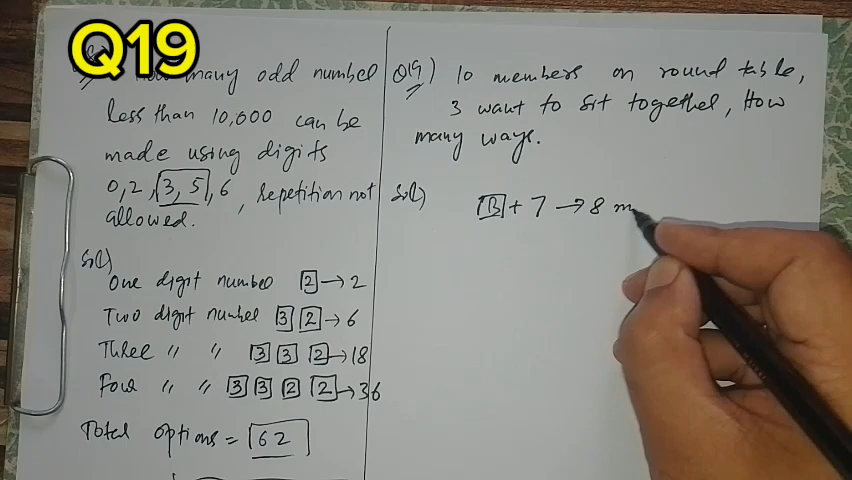 Q19
How many odd number
less than 10,000 can be
made using digits
0, 2, 3, 5, 6, repetition not
allowed.
Sol)
One digit number 2 → 2
Two digit number 3 2 → 6
Three " " 3 3 2 → 18
Four " " 3 3 2 2 → 36
Total options = 62
Q19) 10 members on round table,
3 want to sit together, How
many ways.
Sol) 3 + 7 → 8 m